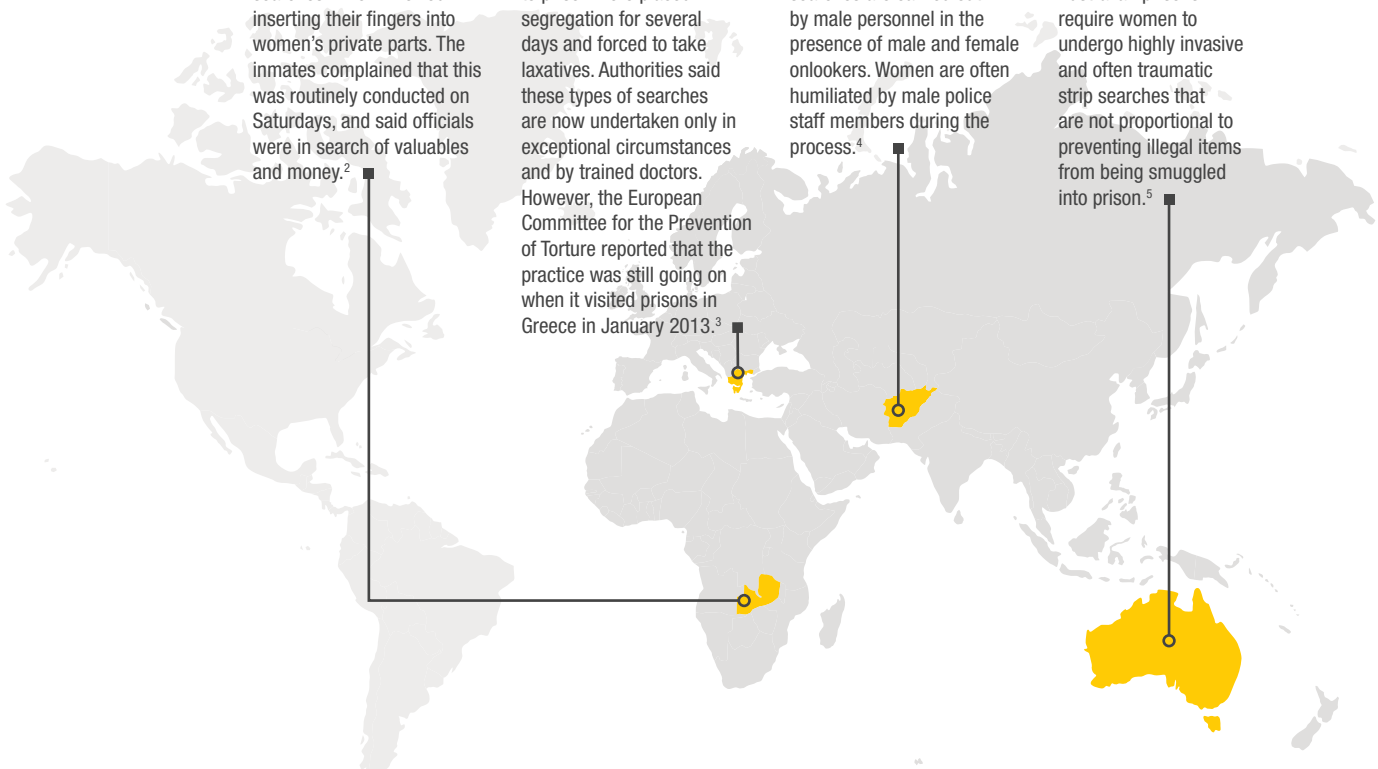 inserting their fingers into
women’s private parts. The
inmates complained that this
was routinely conducted on
Saturdays, and said officials
were in search of valuables
and money.2
segregation for several
days and forced to take
laxatives. Authorities said
these types of searches
are now undertaken only in
exceptional circumstances
and by trained doctors.
However, the European
Committee for the Prevention
of Torture reported that the
practice was still going on
when it visited prisons in
Greece in January 2013.3
by male personnel in the
presence of male and female
onlookers. Women are often
humiliated by male police
staff members during the
process.4
require women to
undergo highly invasive
and often traumatic
strip searches that
are not proportional to
preventing illegal items
from being smuggled
into prison.5